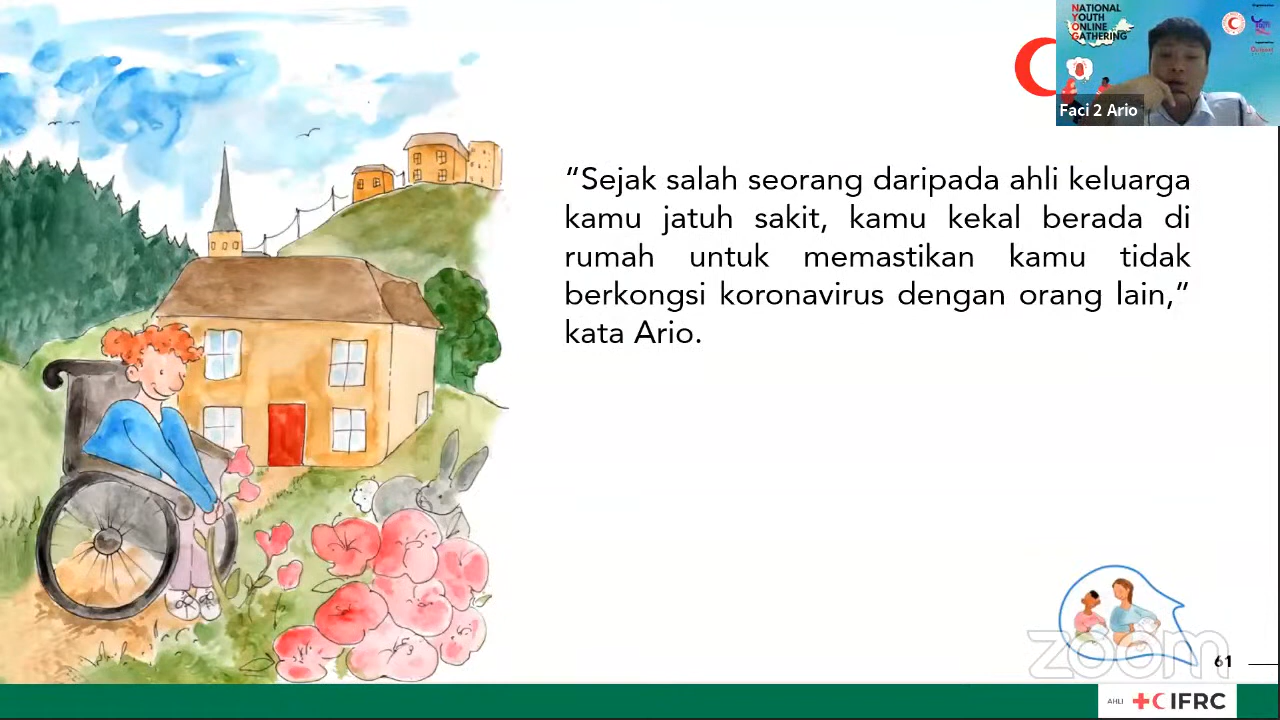 NATIONAL
YOUTH
ONLINE
GATHERING
Faci 2 Ario
“Sejak salah seorang daripada ahli keluarga
kamu jatuh sakit, kamu kekal berada di
rumah untuk memastikan kamu tidak
berkongsi koronavirus dengan orang lain,”
kata Ario.
zoom
61
AHLI
IFRC